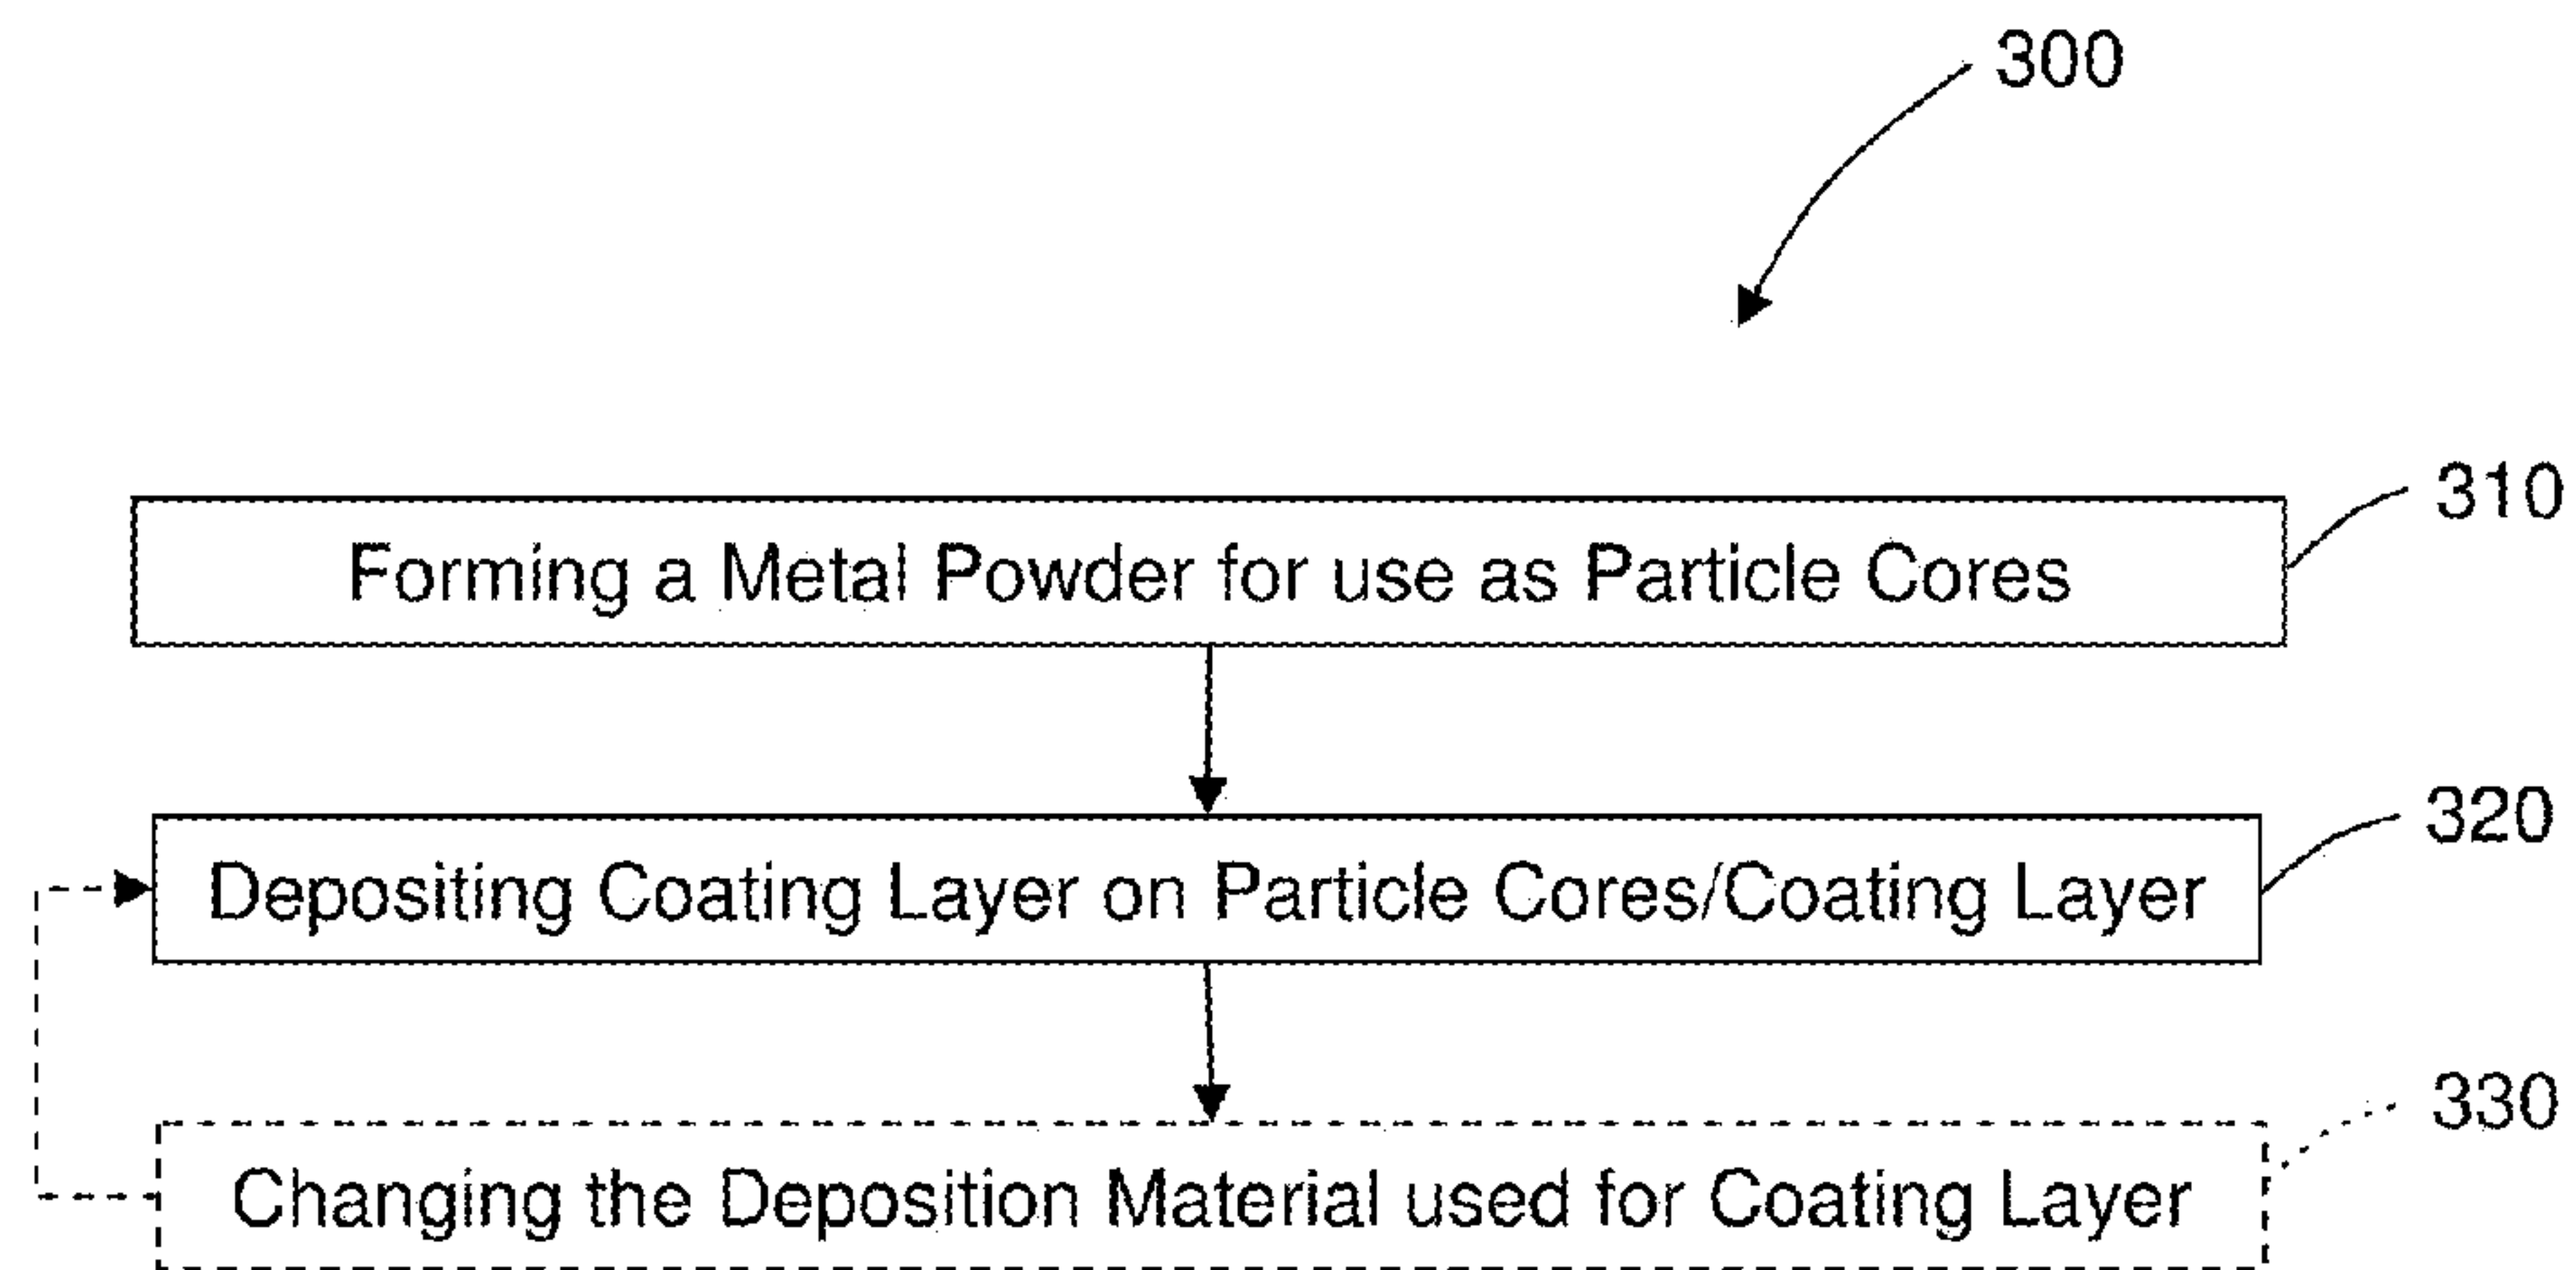 300
310
Forming a Metal Powder for use as Particle Cores
320
Depositing Coating Layer on Particle Cores/Coating Layer
330
Changing the Deposition Material used for Coating Layer